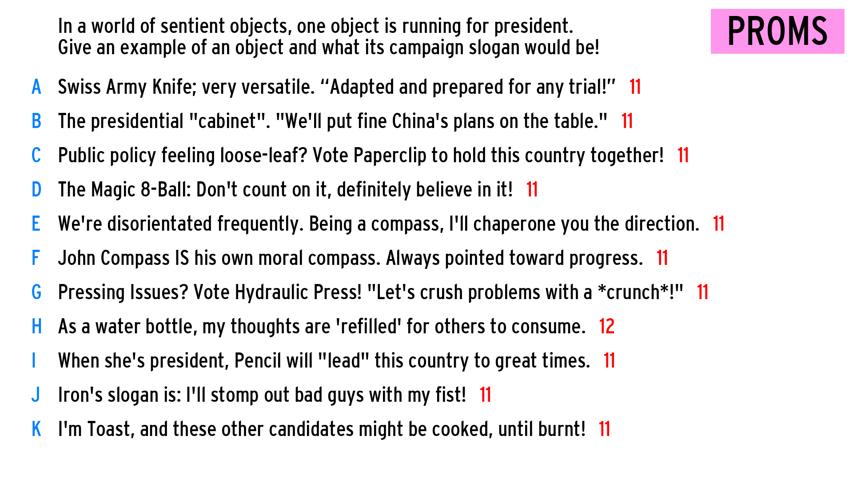 In a world of sentient objects, one object is running for president.
Give an example of an object and what its campaign slogan would be!
PROMS
A Swiss Army Knife; very versatile. “Adapted and prepared for any trial!” 11
B The presidential "cabinet". "We'll put fine China's plans on the table." 11
C Public policy feeling loose-leaf? Vote Paperclip to hold this country together! 11
D The Magic 8-Ball: Don't count on it, definitely believe in it! 11
E We're disorientated frequently. Being a compass, I'll chaperone you the direction. 11
F John Compass IS his own moral compass. Always pointed toward progress. 11
G Pressing Issues? Vote Hydraulic Press! "Let's crush problems with a *crunch*!" 11
H As a water bottle, my thoughts are 'refilled' for others to consume. 12
I When she's president, Pencil will "lead" this country to great times. 11
J Iron's slogan is: I'll stomp out bad guys with my fist! 11
K I'm Toast, and these other candidates might be cooked, until burnt! 11